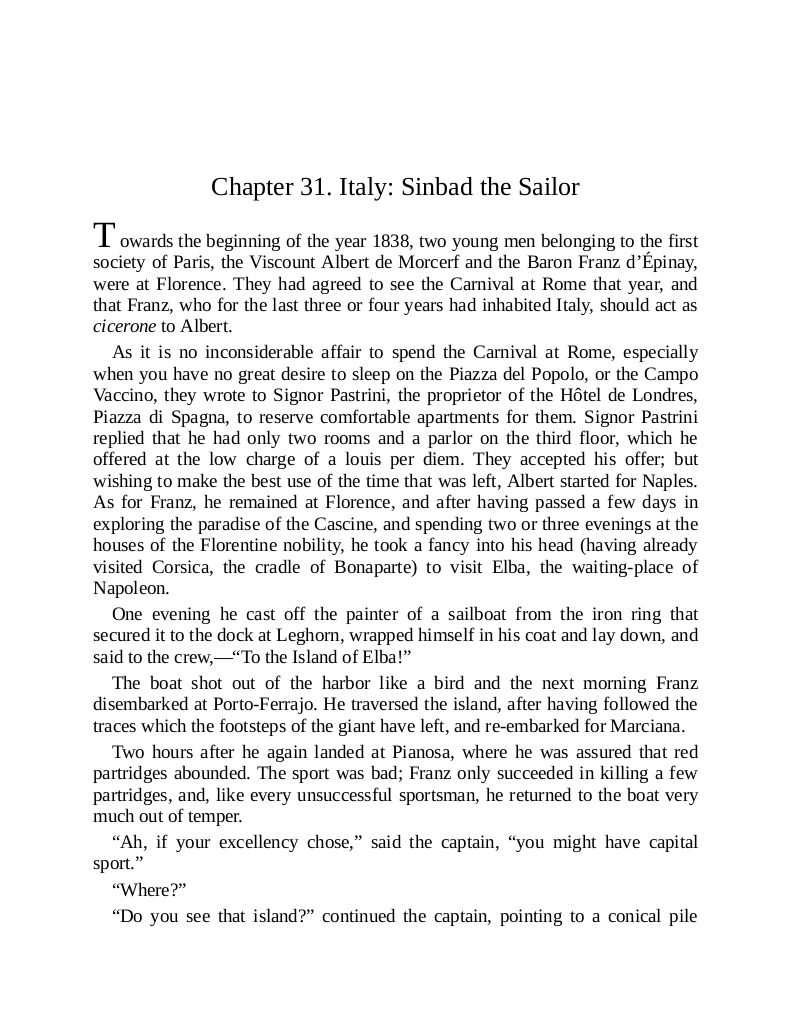 Chapter 31. Italy: Sinbad the Sailor
Towards the beginning of the year 1838, two young men belonging to the first
society of Paris, the Viscount Albert de Morcerf and the Baron Franz d’Épinay,
were at Florence. They had agreed to see the Carnival at Rome that year, and
that Franz, who for the last three or four years had inhabited Italy, should act as
cicerone to Albert.
As it is no inconsiderable affair to spend the Carnival at Rome, especially
when you have no great desire to sleep on the Piazza del Popolo, or the Campo
Vaccino, they wrote to Signor Pastrini, the proprietor of the Hôtel de Londres,
Piazza di Spagna, to reserve comfortable apartments for them. Signor Pastrini
replied that he had only two rooms and a parlor on the third floor, which he
offered at the low charge of a louis per diem. They accepted his offer; but
wishing to make the best use of the time that was left, Albert started for Naples.
As for Franz, he remained at Florence, and after having passed a few days in
exploring the paradise of the Cascine, and spending two or three evenings at the
houses of the Florentine nobility, he took a fancy into his head (having already
visited Corsica, the cradle of Bonaparte) to visit Elba, the waiting-place of
Napoleon.
One evening he cast off the painter of a sailboat from the iron ring that
secured it to the dock at Leghorn, wrapped himself in his coat and lay down, and
said to the crew,—“To the Island of Elba!”
The boat shot out of the harbor like a bird and the next morning Franz
disembarked at Porto-Ferrajo. He traversed the island, after having followed the
traces which the footsteps of the giant have left, and re-embarked for Marciana.
Two hours after he again landed at Pianosa, where he was assured that red
partridges abounded. The sport was bad; Franz only succeeded in killing a few
partridges, and, like every unsuccessful sportsman, he returned to the boat very
much out of temper.
“Ah, if your excellency chose,” said the captain, “you might have capital
sport.”
“Where?”
“Do you see that island?” continued the captain, pointing to a conical pile